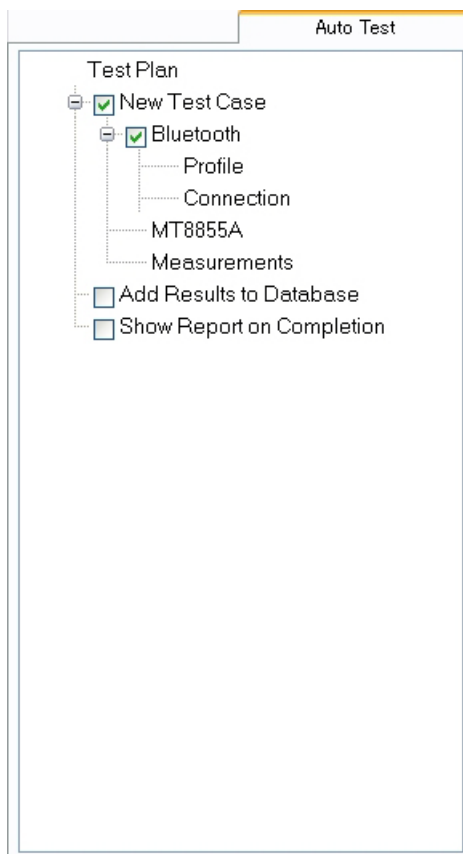 Auto Test
Test Plan
New Test Case
Bluetooth
Profile
Connection
MT8855A
Measurements
Add Results to Database
Show Report on Completion